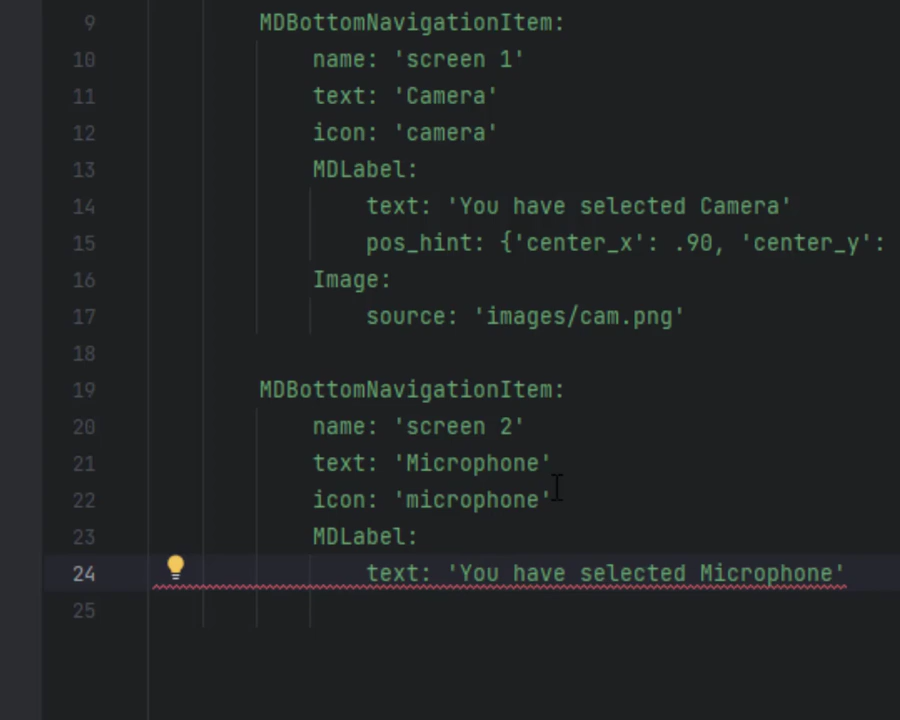 9 MDBottomNavigationItem:
10 name: 'screen 1'
11 text: 'Camera'
12 icon: 'camera'
13 MDLabel:
14 text: 'You have selected Camera'
15 pos_hint: {'center_x': .90, 'center_y':
16 Image:
17 source: 'images/cam.png'
18
19 MDBottomNavigationItem:
20 name: 'screen 2'
21 text: 'Microphone'
22 icon: 'microphone'
23 MDLabel:
24 text: 'You have selected Microphone'
25